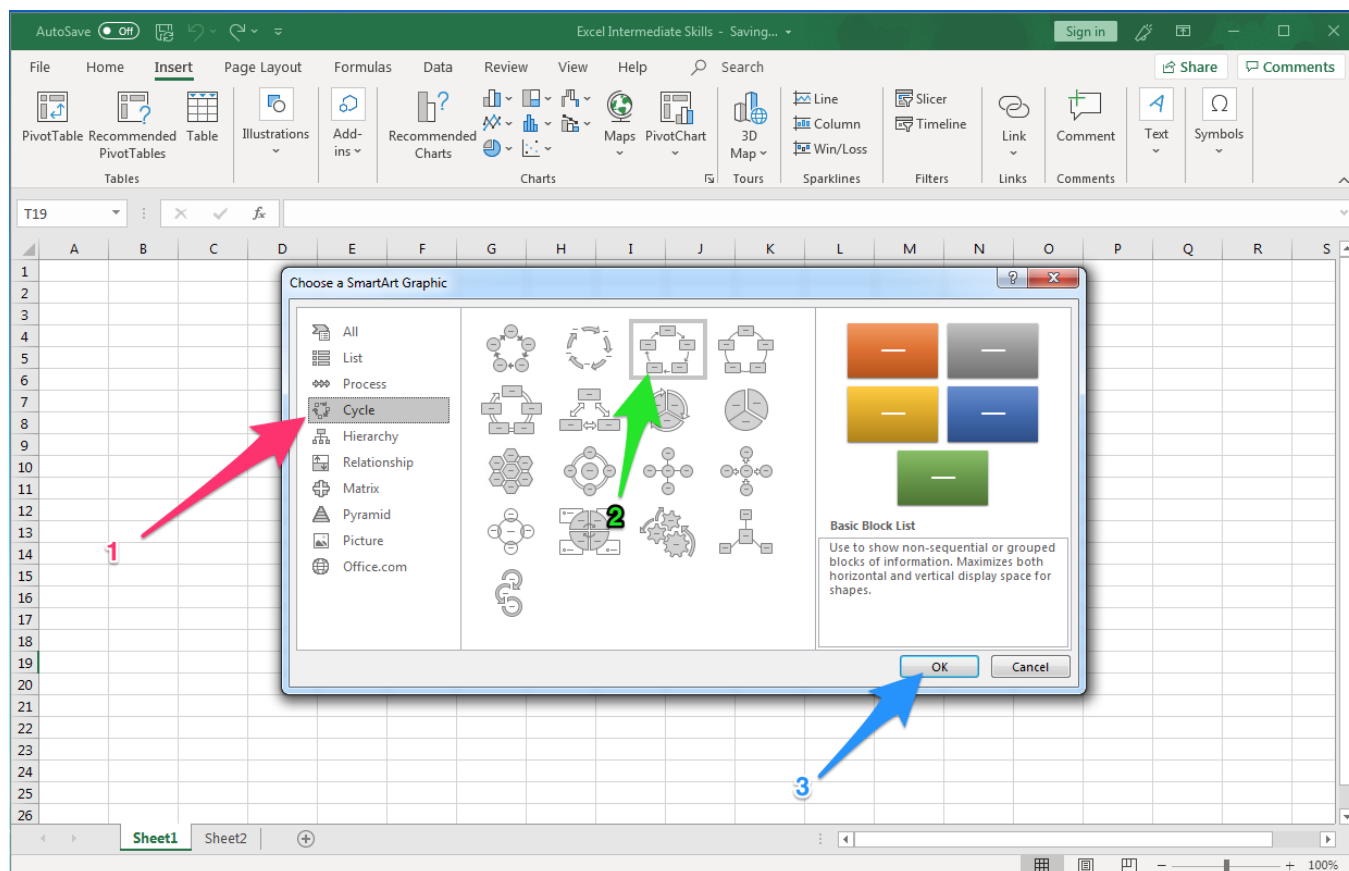 AutoSave Off Excel Intermediate Skills - Saving... Sign in
File Home Insert Page Layout Formulas Data Review View Help Search Share Comments
PivotTable Recommended PivotTables Table Illustrations Add-ins Recommended Charts Maps PivotChart 3D Map Line Column Win/Loss Slicer Timeline Link Comment Text Symbols
Tables Charts Tours Sparklines Filters Links Comments
T19 fx
A B C D E F G H I J K L M N O P Q R S
1
2
3
4
5
6
7
8
9
10
11
12
13
14
15
16
17
18
19
20
21
22
23
24
25
26
Choose a SmartArt Graphic ?
All
List
Process
Cycle
Hierarchy
Relationship
Matrix
Pyramid
Picture
Office.com
1
2
Basic Block List
Use to show non-sequential or grouped
blocks of information. Maximizes both
horizontal and vertical display space for
shapes.
OK Cancel
3
Sheet1 Sheet2
100%